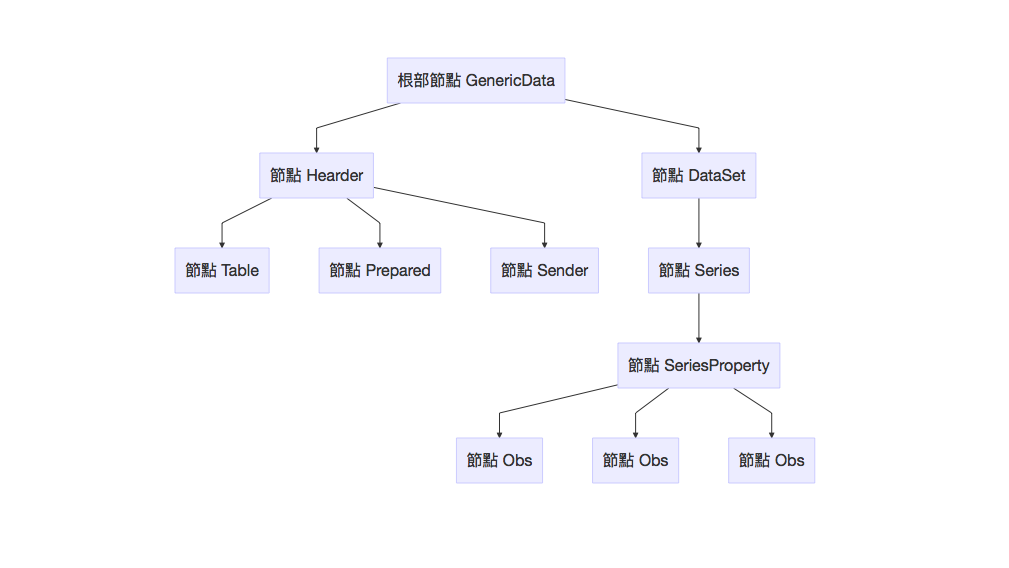 根部節點 GenericData
節點 Hearder
節點 DataSet
節點 Table
節點 Prepared
節點 Sender
節點 Series
節點 SeriesProperty
節點 Obs
節點 Obs
節點 Obs